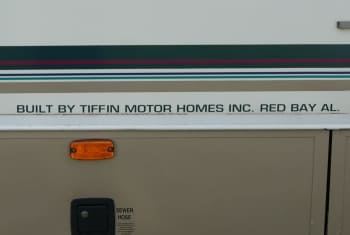 BUILT BY TIFFIN MOTOR HOMES INC. RED BAY AL.
SEWER
HOSE